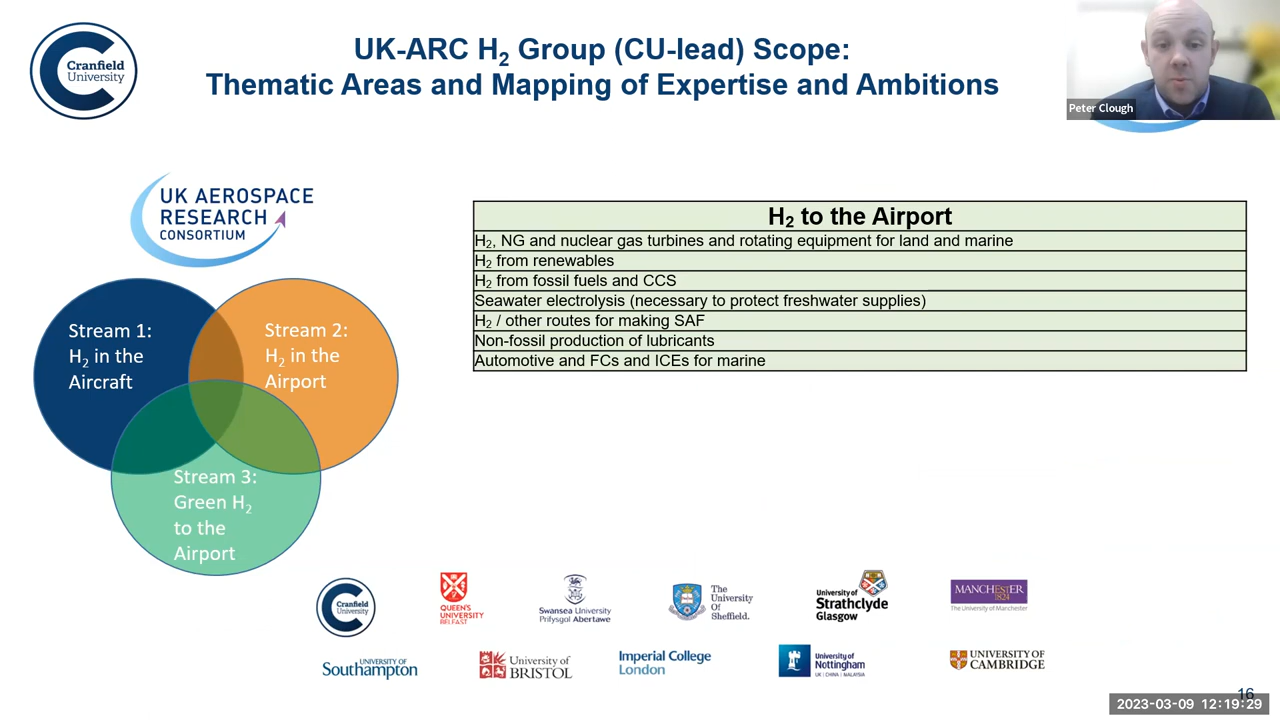 Cranfield
University
UK-ARC H₂ Group (CU-lead) Scope:
Thematic Areas and Mapping of Expertise and Ambitions
Peter Clough
UK AEROSPACE
RESEARCH
CONSORTIUM
Stream 1:
H₂ in the
Aircraft
Stream 2:
H₂ in the
Airport
Stream 3:
Green H₂
to the
Airport
H₂ to the Airport
H₂, NG and nuclear gas turbines and rotating equipment for land and marine
H₂ from renewables
H₂ from fossil fuels and CCS
Seawater electrolysis (necessary to protect freshwater supplies)
H₂ / other routes for making SAF
Non-fossil production of lubricants
Automotive and FCs and ICEs for marine
Cranfield
University
QUEEN'S
UNIVERSITY
BELFAST
Swansea University
Prifysgol Abertawe
The
University
Of
Sheffield.
University of
Strathclyde
Glasgow
MANCHESTER
1824
The University of Manchester
UNIVERSITY OF
Southampton
University of
BRISTOL
Imperial College
London
University of
Nottingham
UK | CHINA | MALAYSIA
UNIVERSITY OF
CAMBRIDGE
16
2023-03-09 12:19:29